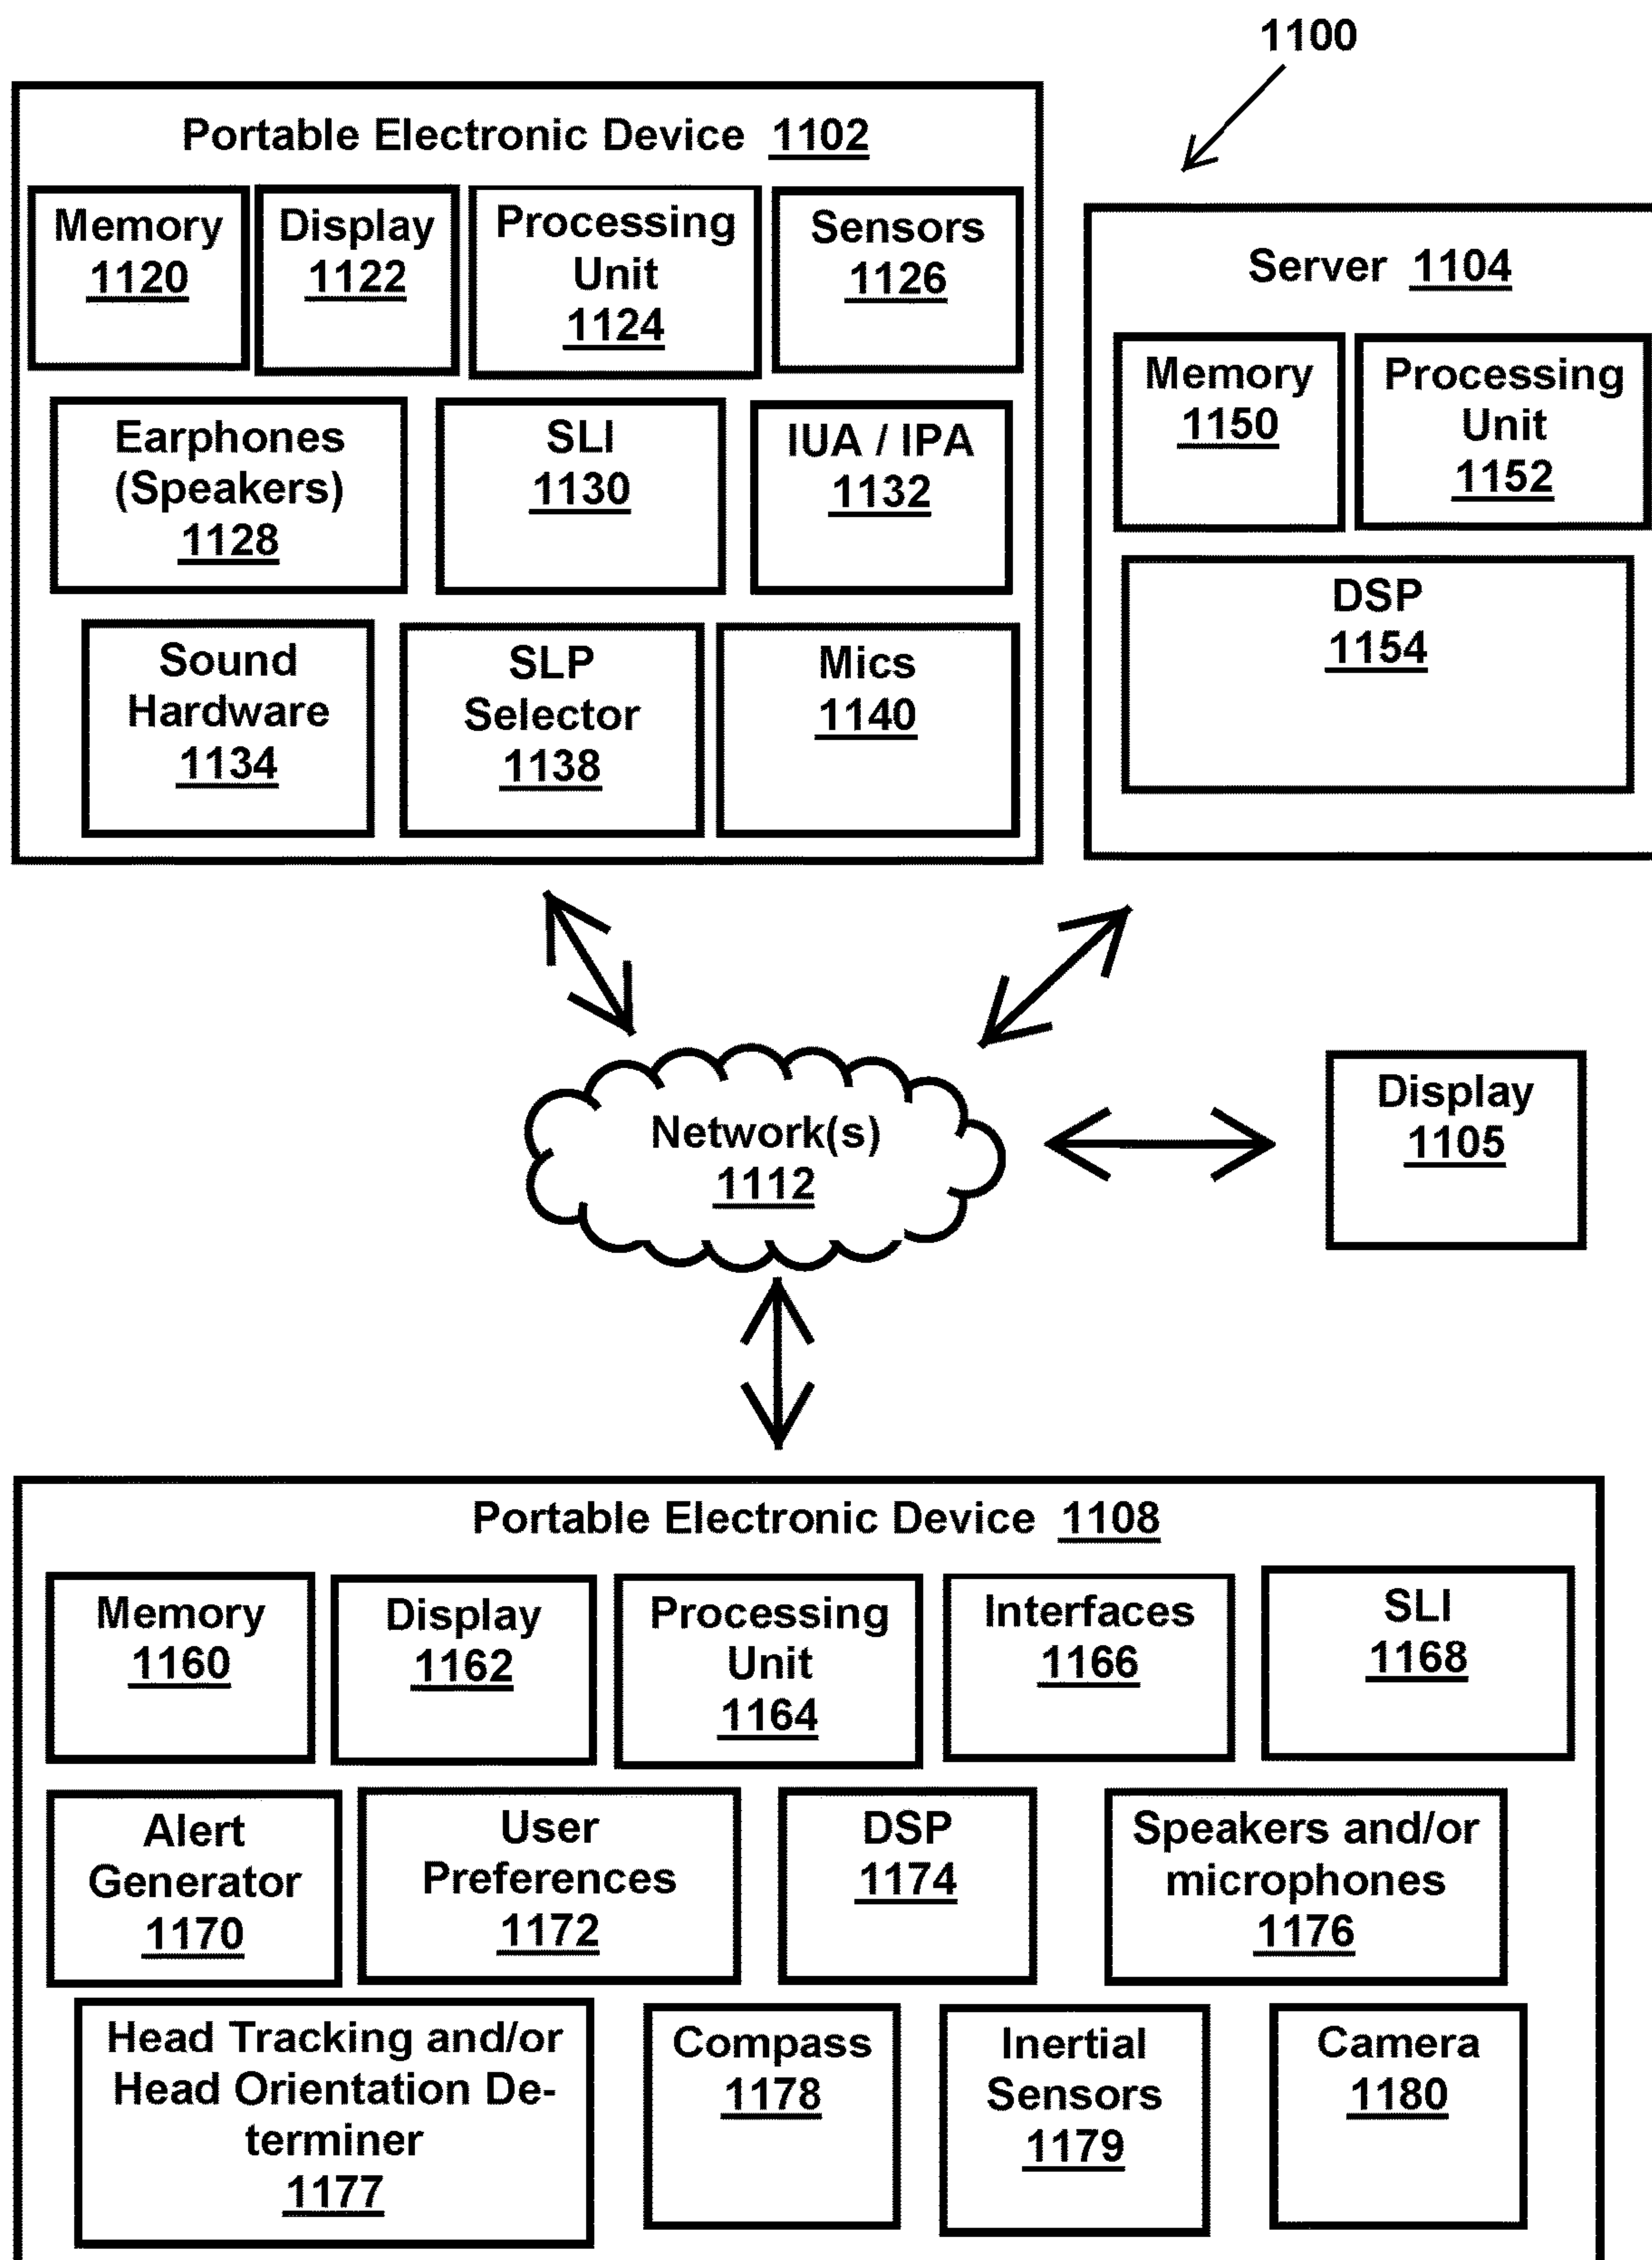 1100
Portable Electronic Device 1102
Memory
1120
Display
1122
Processing
Unit
1124
Sensors
1126
Earphones
(Speakers)
1128
SLI
1130
IUA / IPA
1132
Sound
Hardware
1134
SLP
Selector
1138
Mics
1140
Server 1104
Memory
1150
Processing
Unit
1152
DSP
1154
Network(s)
1112
Display
1105
Portable Electronic Device 1108
Memory
1160
Display
1162
Processing
Unit
1164
Interfaces
1166
SLI
1168
Alert
Generator
1170
User
Preferences
1172
DSP
1174
Speakers and/or
microphones
1176
Head Tracking and/or
Head Orientation De-
terminer
1177
Compass
1178
Inertial
Sensors
1179
Camera
1180